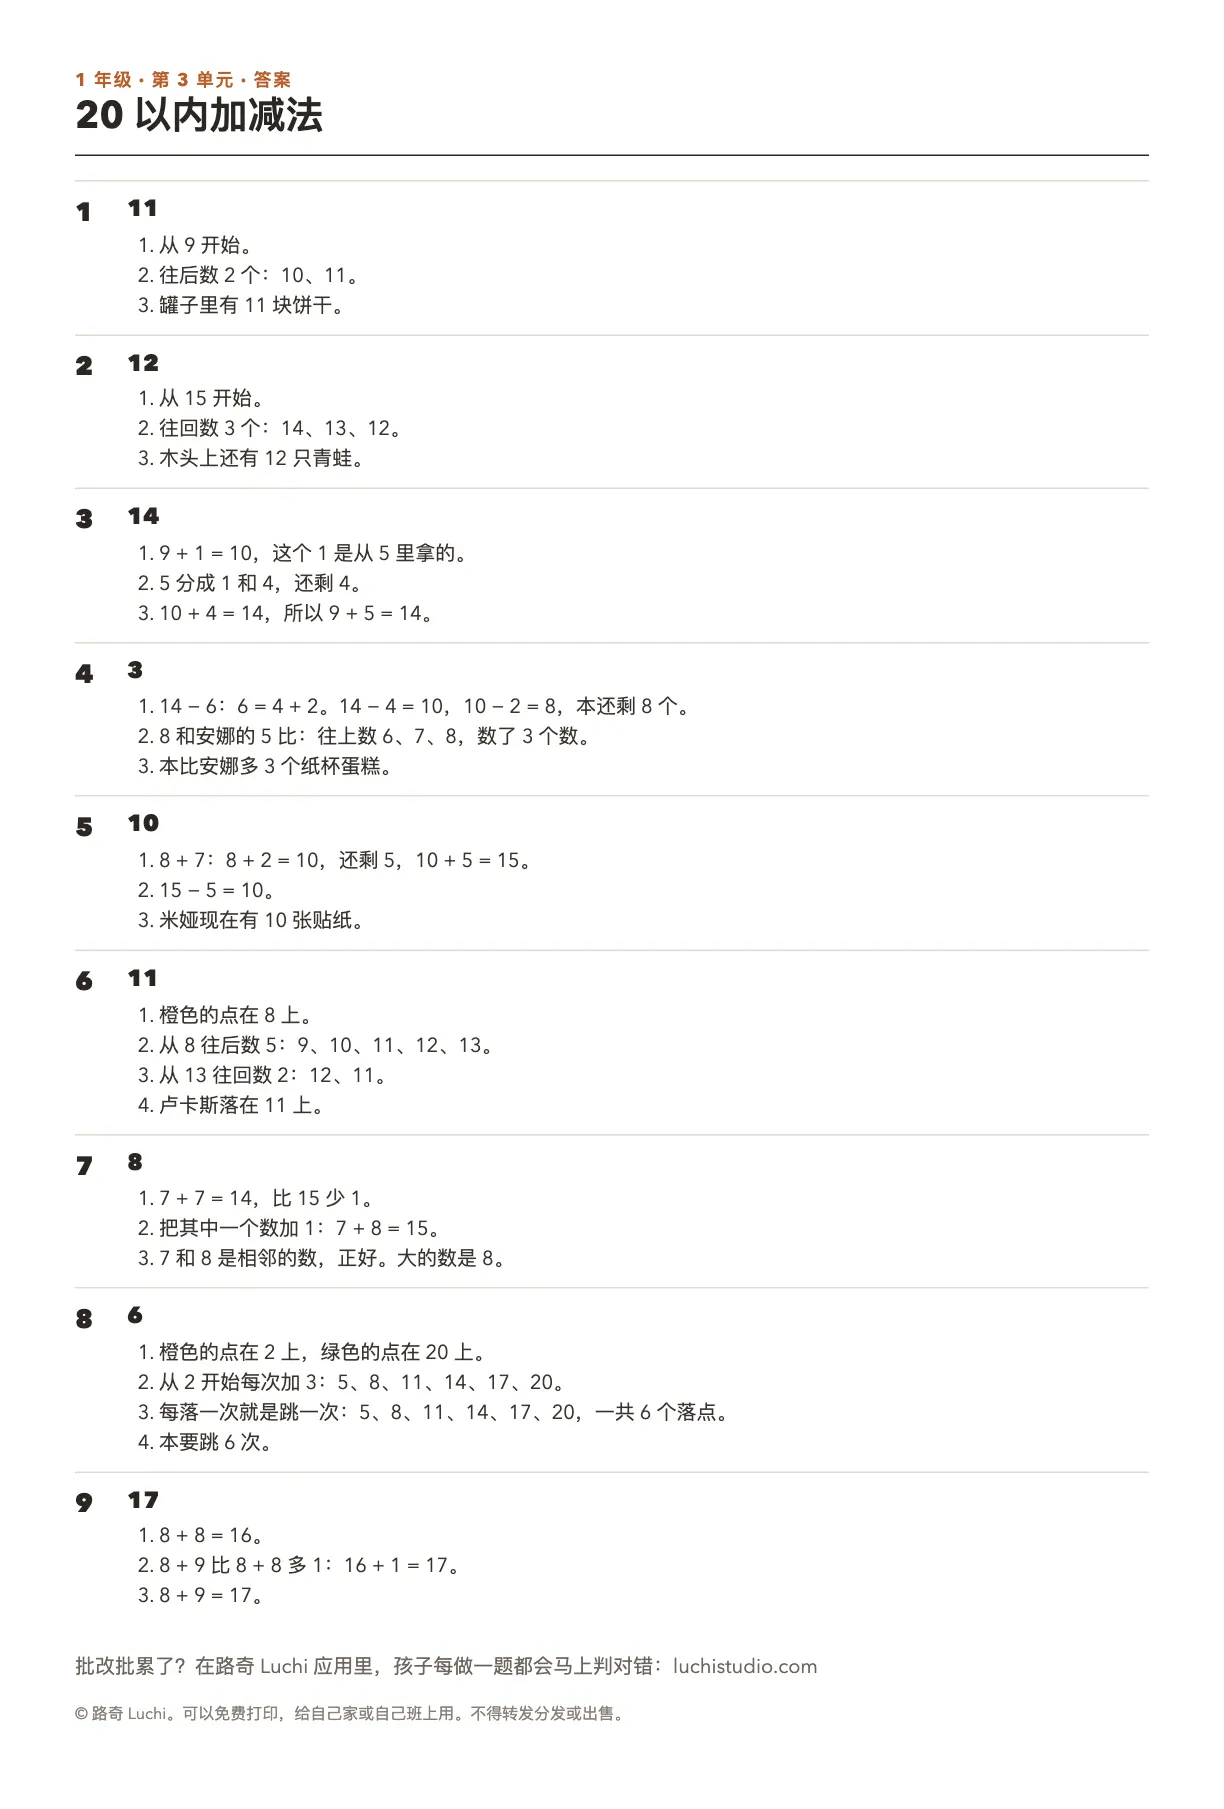 1 年级 · 第 3 单元 · 答案
20 以内加减法
1 11
1. 从 9 开始。
2. 往后数 2 个：10、11。
3. 罐子里有 11 块饼干。
2 12
1. 从 15 开始。
2. 往回数 3 个：14、13、12。
3. 木头上还有 12 只青蛙。
3 14
1. 9 + 1 = 10，这个 1 是从 5 里拿的。
2. 5 分成 1 和 4，还剩 4。
3. 10 + 4 = 14，所以 9 + 5 = 14。
4 3
1. 14 − 6：6 = 4 + 2。14 − 4 = 10，10 − 2 = 8，本还剩 8 个。
2. 8 和安娜的 5 比：往上数 6、7、8，数了 3 个数。
3. 本比安娜多 3 个纸杯蛋糕。
5 10
1. 8 + 7：8 + 2 = 10，还剩 5，10 + 5 = 15。
2. 15 − 5 = 10。
3. 米娅现在有 10 张贴纸。
6 11
1. 橙色的点在 8 上。
2. 从 8 往后数 5：9、10、11、12、13。
3. 从 13 往回数 2：12、11。
4. 卢卡斯落在 11 上。
7 8
1. 7 + 7 = 14，比 15 少 1。
2. 把其中一个数加 1：7 + 8 = 15。
3. 7 和 8 是相邻的数，正好。大的数是 8。
8 6
1. 橙色的点在 2 上，绿色的点在 20 上。
2. 从 2 开始每次加 3：5、8、11、14、17、20。
3. 每落一次就是跳一次：5、8、11、14、17、20，一共 6 个落点。
4. 本要跳 6 次。
9 17
1. 8 + 8 = 16。
2. 8 + 9 比 8 + 8 多 1：16 + 1 = 17。
3. 8 + 9 = 17。
批改批累了？在路奇 Luchi 应用里，孩子每做一题都会马上判对错：luchistudio.com
© 路奇 Luchi。可以免费打印，给自己家或自己班上用。不得转发分发或出售。